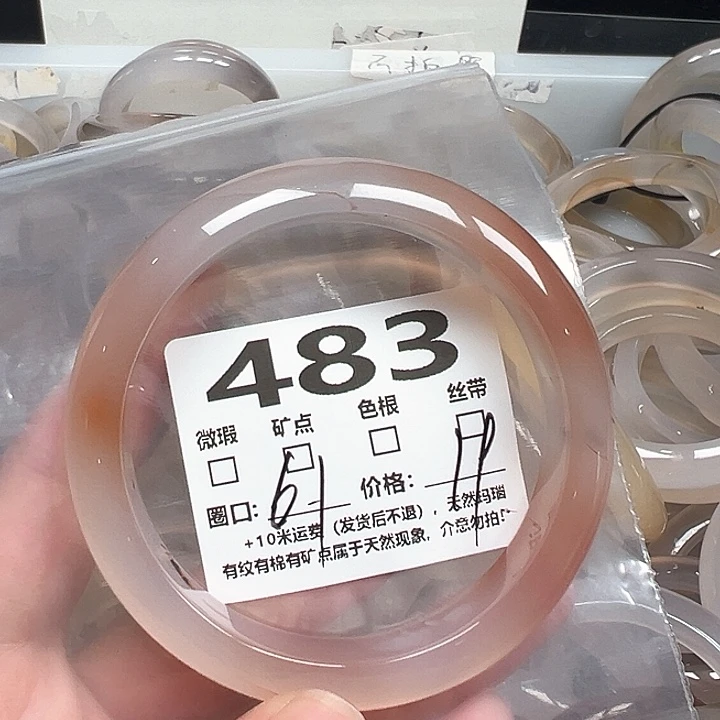 483
微瑕 矿点 色根 丝带
圈口: 61 价格: 19
+10米运费 (发货后不退), 天然玛瑙
有纹有棉有矿点属于天然现象, 介意勿拍!